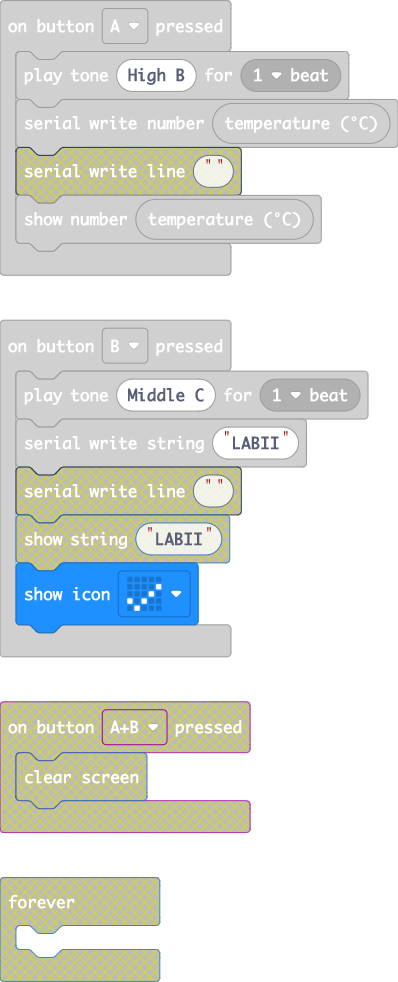 on button A pressed
play tone High B for 1 beat
serial write number temperature (°C)
serial write line " "
show number temperature (°C)
on button B pressed
play tone Middle C for 1 beat
serial write string "LABII"
serial write line " "
show string "LABII"
show icon
on button A+B pressed
clear screen
forever